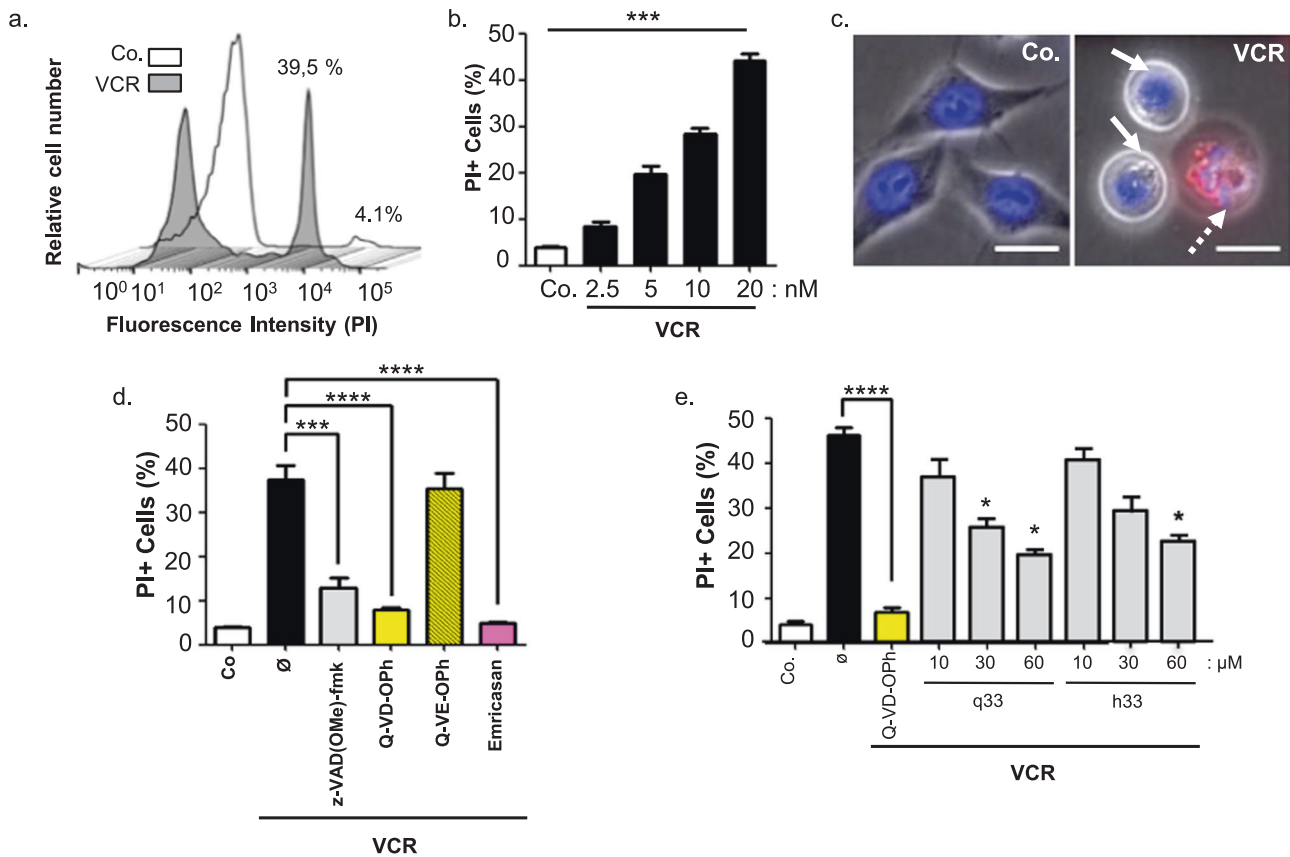 a.
Co.
VCR
39,5 %
4.1%
Relative cell number
10⁰ 10¹ 10² 10³ 10⁴ 10⁵
Fluorescence Intensity (PI)
b.
***
PI+ Cells (%)
50
40
30
20
10
0
Co. 2.5 5 10 20 : nM
VCR
c.
Co.
VCR
d.
****
****
***
PI+ Cells (%)
50
40
30
20
10
0
Co
Ø
z-VAD(OMe)-fmk
Q-VD-OPh
Q-VE-OPh
Emricasan
VCR
e.
****
* * *
PI+ Cells (%)
50
40
30
20
10
0
Co.
ø
Q-VD-OPh
10 30 60 10 30 60 : µM
q33 h33
VCR